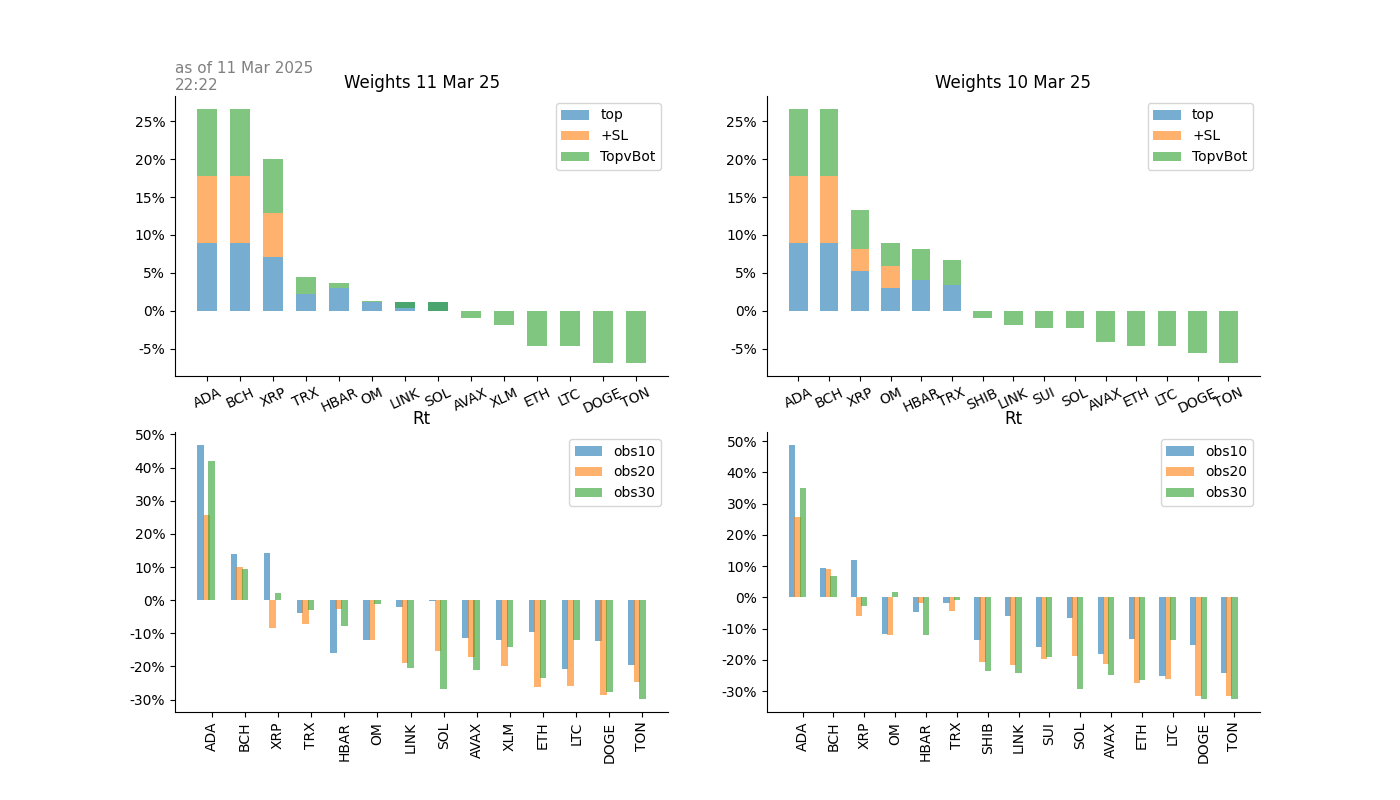 as of 11 Mar 2025
22:22
Weights 11 Mar 25
25%
20%
15%
10%
5%
0%
-5%
top
+SL
TopvBot
ADA BCH XRP TRX HBAR OM LINK SOL AVAX XLM ETH LTC DOGE TON
Weights 10 Mar 25
25%
20%
15%
10%
5%
0%
-5%
top
+SL
TopvBot
ADA BCH XRP OM HBAR TRX SHIB LINK SUI SOL AVAX ETH LTC DOGE TON
Rt
50%
40%
30%
20%
10%
0%
-10%
-20%
-30%
obs10
obs20
obs30
ADA BCH XRP TRX HBAR OM LINK SOL AVAX XLM ETH LTC DOGE TON
Rt
50%
40%
30%
20%
10%
0%
-10%
-20%
-30%
obs10
obs20
obs30
ADA BCH XRP OM HBAR TRX SHIB LINK SUI SOL AVAX ETH LTC DOGE TON